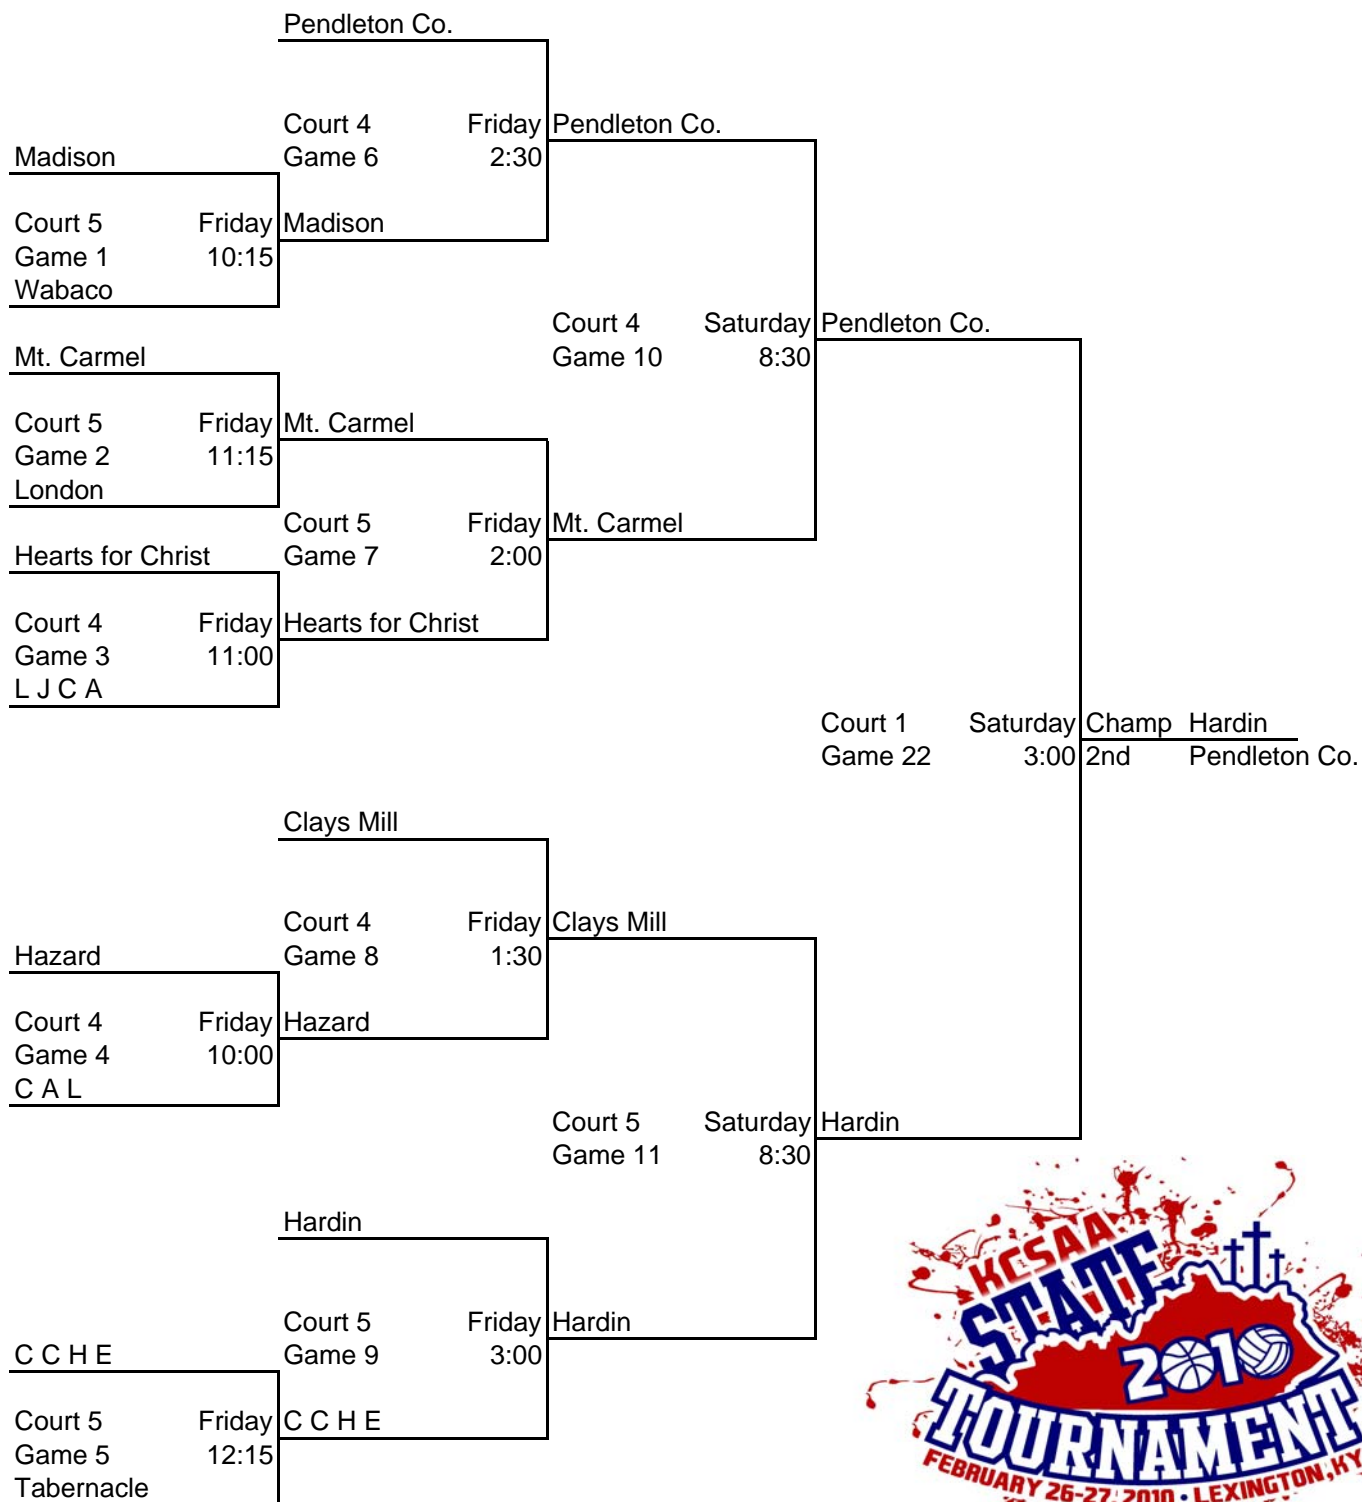 Pendleton Co.
Court 4 Friday Pendleton Co.
Madison Game 6 2:30
Court 5 Friday Madison
Game 1 10:15
Wabaco
Court 4 Saturday Pendleton Co.
Mt. Carmel Game 10 8:30
Court 5 Friday Mt. Carmel
Game 2 11:15
London
Court 5 Friday Mt. Carmel
Hearts for Christ Game 7 2:00
Court 4 Friday Hearts for Christ
Game 3 11:00
L J C A
Court 1 Saturday Champ Hardin
Game 22 3:00 2nd Pendleton Co.
Clays Mill
Court 4 Friday Clays Mill
Hazard Game 8 1:30
Court 4 Friday Hazard
Game 4 10:00
C A L
Court 5 Saturday Hardin
Game 11 8:30
Hardin
Court 5 Friday Hardin
C C H E Game 9 3:00
Court 5 Friday C C H E
Game 5 12:15
Tabernacle
KCSAA
STATE
2010
TOURNAMENT
FEBRUARY 26-27, 2010 • LEXINGTON, KY